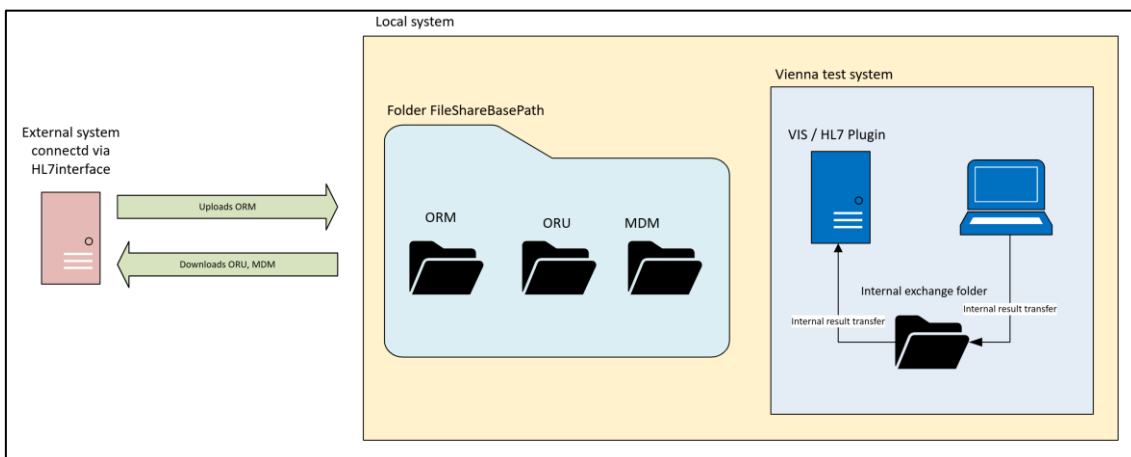 Local system
Vienna test system
Folder FileShareBasePath
External system
connectd via
HL7interface
VIS / HL7 Plugin
Uploads ORM
ORM
ORU
MDM
Downloads ORU, MDM
Internal exchange folder
Internal result transfer
Internal result transfer